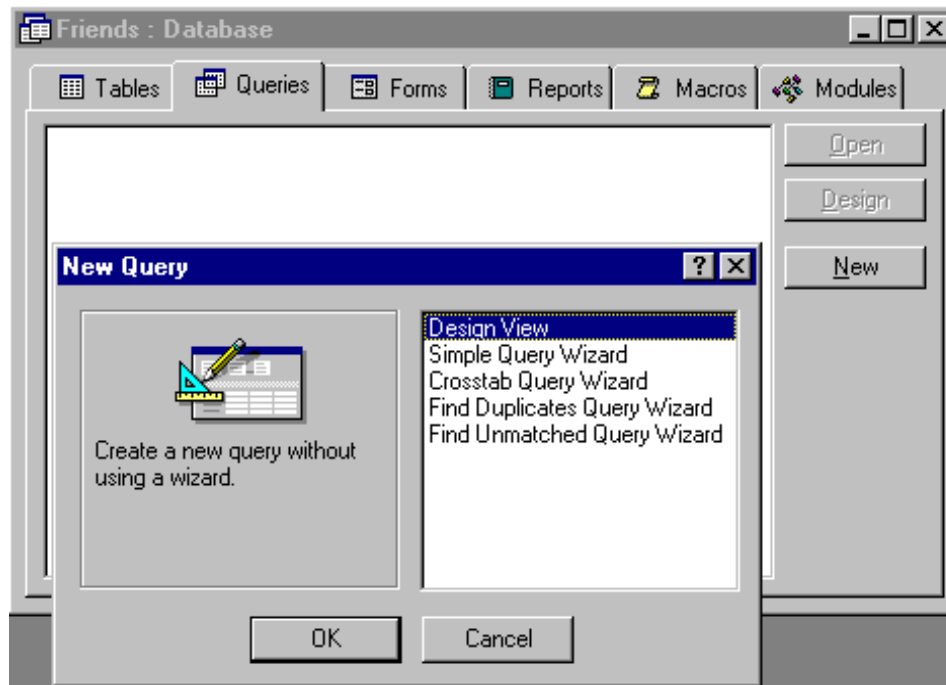 Friends : Database
Tables Queries Forms Reports Macros Modules
Open
Design
New
New Query
Design View
Simple Query Wizard
Crosstab Query Wizard
Find Duplicates Query Wizard
Find Unmatched Query Wizard
Create a new query without
using a wizard.
OK Cancel